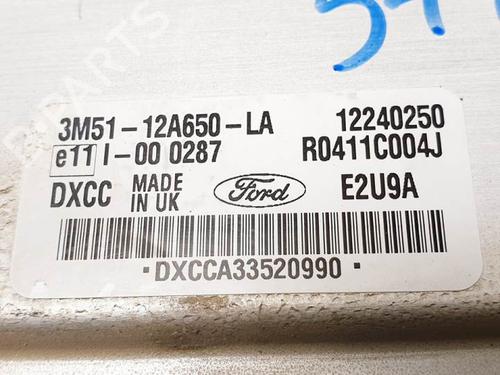 3M51-12A650-LA 12240250
e11 I-00 0287 R0411C004J
DXCC MADE IN UK Ford E2U9A
DXCCA33520990